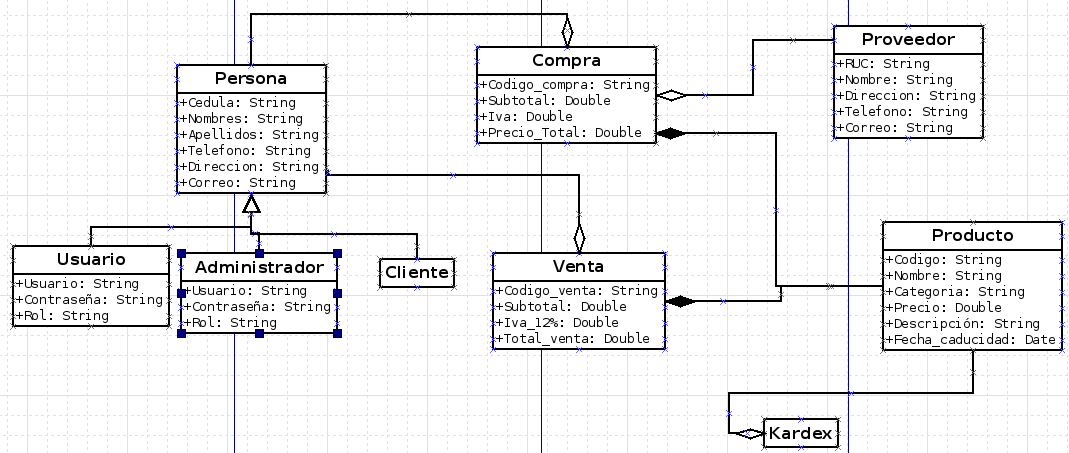 Persona
+Cedula: String
+Nombres: String
+Apellidos: String
+Telefono: String
+Direccion: String
+Correo: String
Compra
+Codigo_compra: String
+Subtotal: Double
+Iva: Double
+Precio_Total: Double
Proveedor
+RUC: String
+Nombre: String
+Direccion: String
+Telefono: String
+Correo: String
Usuario
+Usuario: String
+Contraseña: String
+Rol: String
Administrador
+Usuario: String
+Contraseña: String
+Rol: String
Cliente
Venta
+Codigo_venta: String
+Subtotal: Double
+Iva_12%: Double
+Total_venta: Double
Producto
+Codigo: String
+Nombre: String
+Categoria: String
+Precio: Double
+Descripción: String
+Fecha_caducidad: Date
Kardex